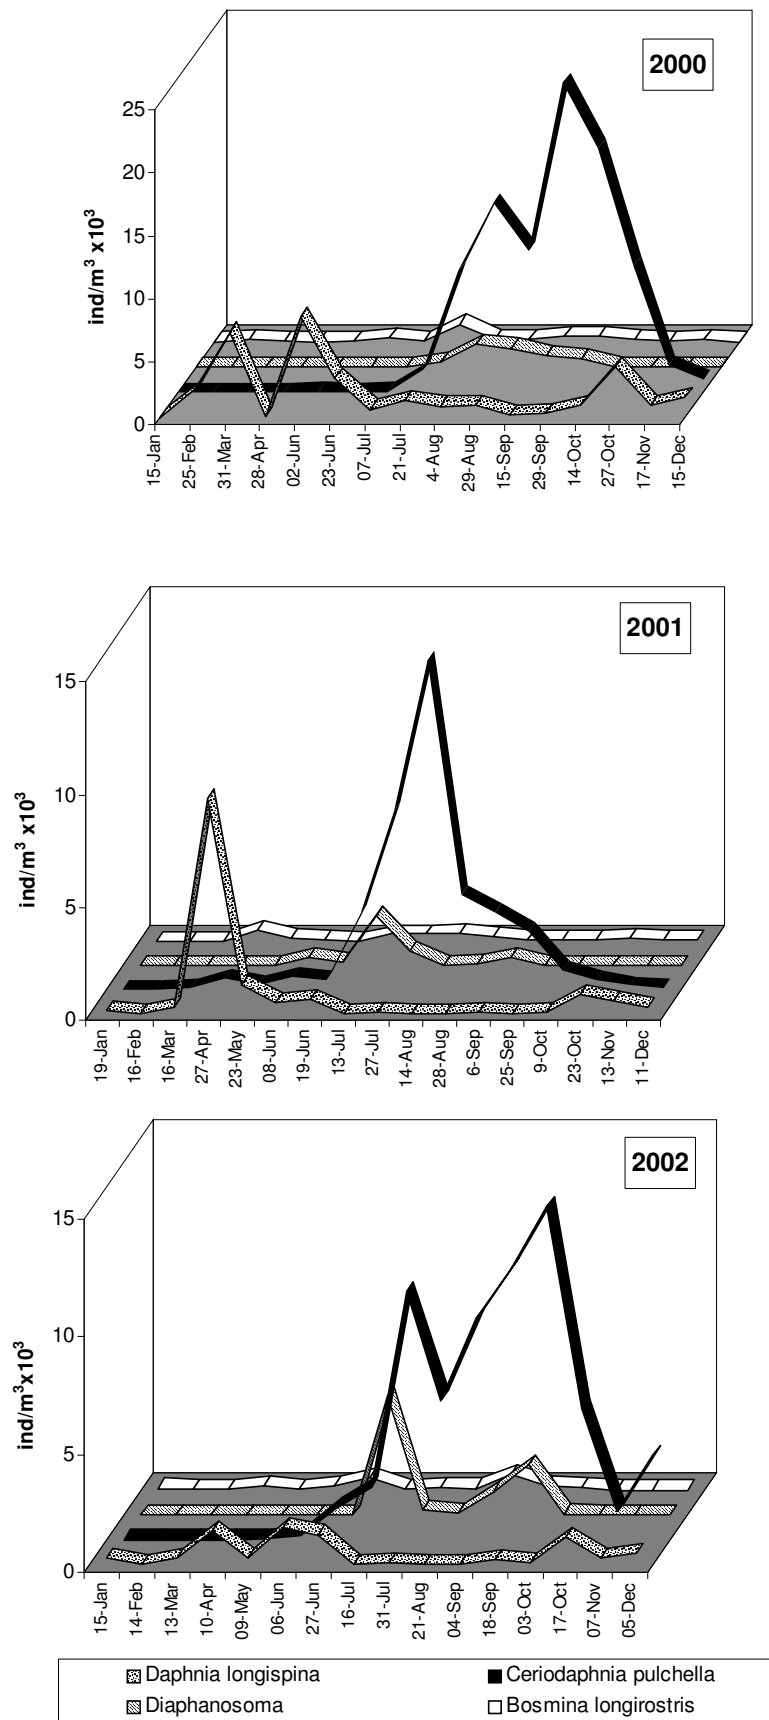 2000
ind/m³ x10³
25
20
15
10
5
0
15-Jan
25-Feb
31-Mar
28-Apr
02-Jun
23-Jun
07-Jul
21-Jul
4-Aug
29-Aug
15-Sep
29-Sep
14-Oct
27-Oct
17-Nov
15-Dec
2001
ind/m³ x10³
15
10
5
0
19-Jan
16-Feb
16-Mar
27-Apr
23-May
08-Jun
19-Jun
13-Jul
27-Jul
14-Aug
28-Aug
6-Sep
25-Sep
9-Oct
23-Oct
13-Nov
11-Dec
2002
ind/m³x10³
15
10
5
0
15-Jan
14-Feb
13-Mar
10-Apr
09-May
06-Jun
27-Jun
16-Jul
31-Jul
21-Aug
04-Sep
18-Sep
03-Oct
17-Oct
07-Nov
05-Dec
Daphnia longispina
Ceriodaphnia pulchella
Diaphanosoma
Bosmina longirostris